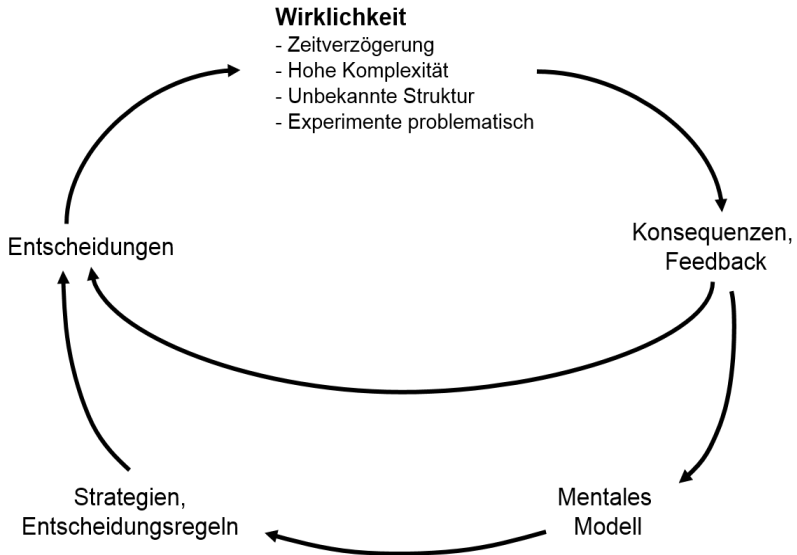 Wirklichkeit
- Zeitverzögerung
- Hohe Komplexität
- Unbekannte Struktur
- Experimente problematisch
Entscheidungen
Konsequenzen,
Feedback
Strategien,
Entscheidungsregeln
Mentales
Modell